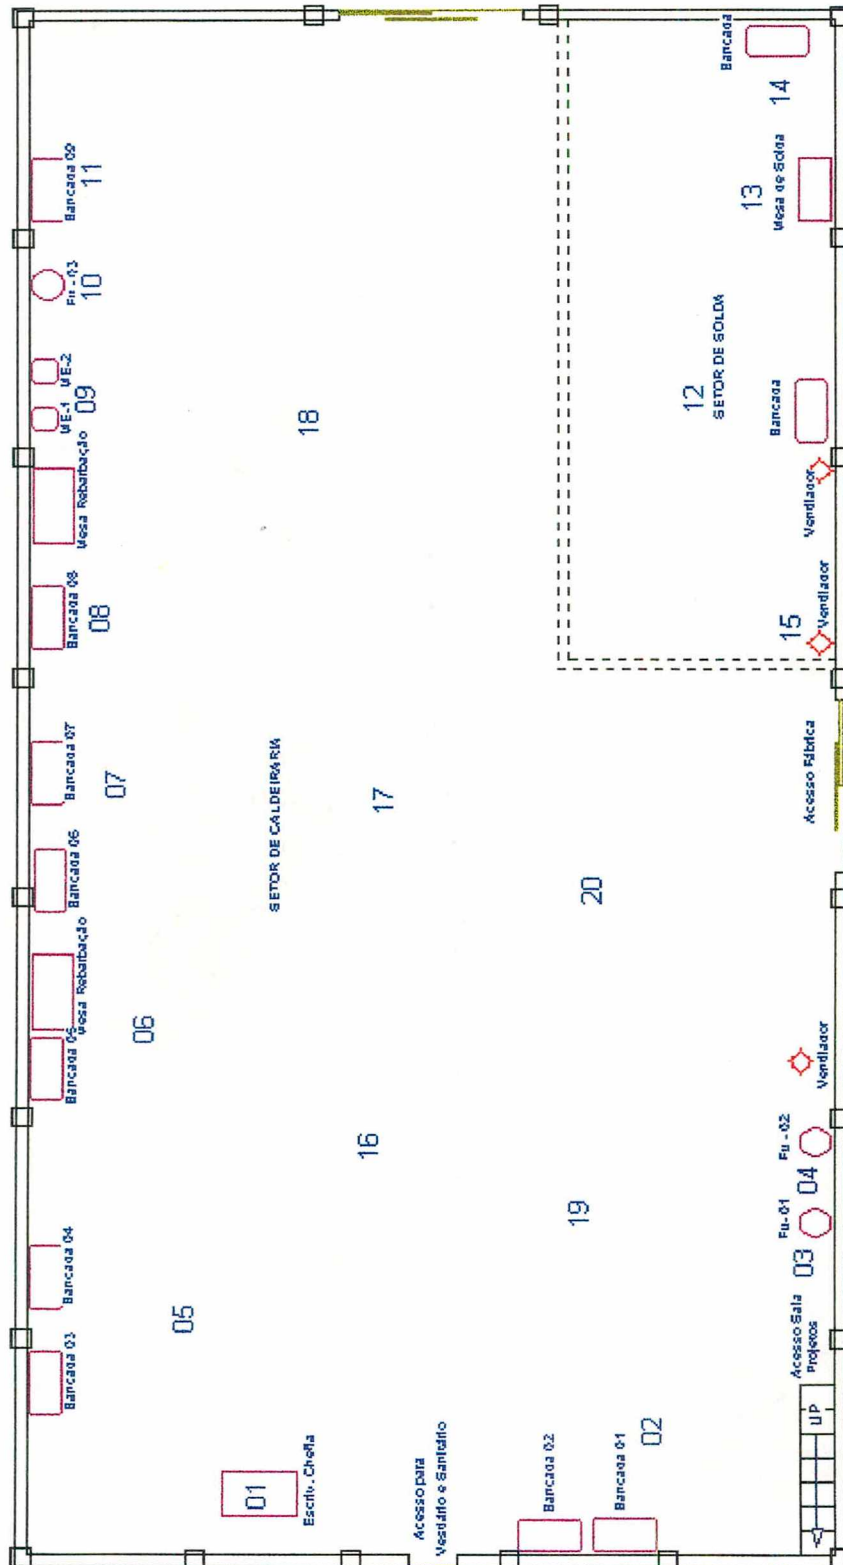 Bancada 03
Bancada 04
Bancada 05
Mesa Rebarbação
Bancada 06
Bancada 07
Bancada 08
Mesa Rebarbação
ME-1
ME-2
Fu - 03
Bancada 09
05
06
07
08
09
10
11
01
Escrit. Chefia
SETOR DE CALDEIRARIA
16
17
18
Acesso para
Vestiário e Sanitário
Bancada 02
Bancada 01
02
19
20
12
SETOR DE SOLDA
13
Mesa de Solda
14
Bancada
Acesso Sala
Projetos
UP
03
Fu - 01
04
Fu - 02
Ventilador
Acesso Fábrica
15
Ventilador
Ventilador
Bancada